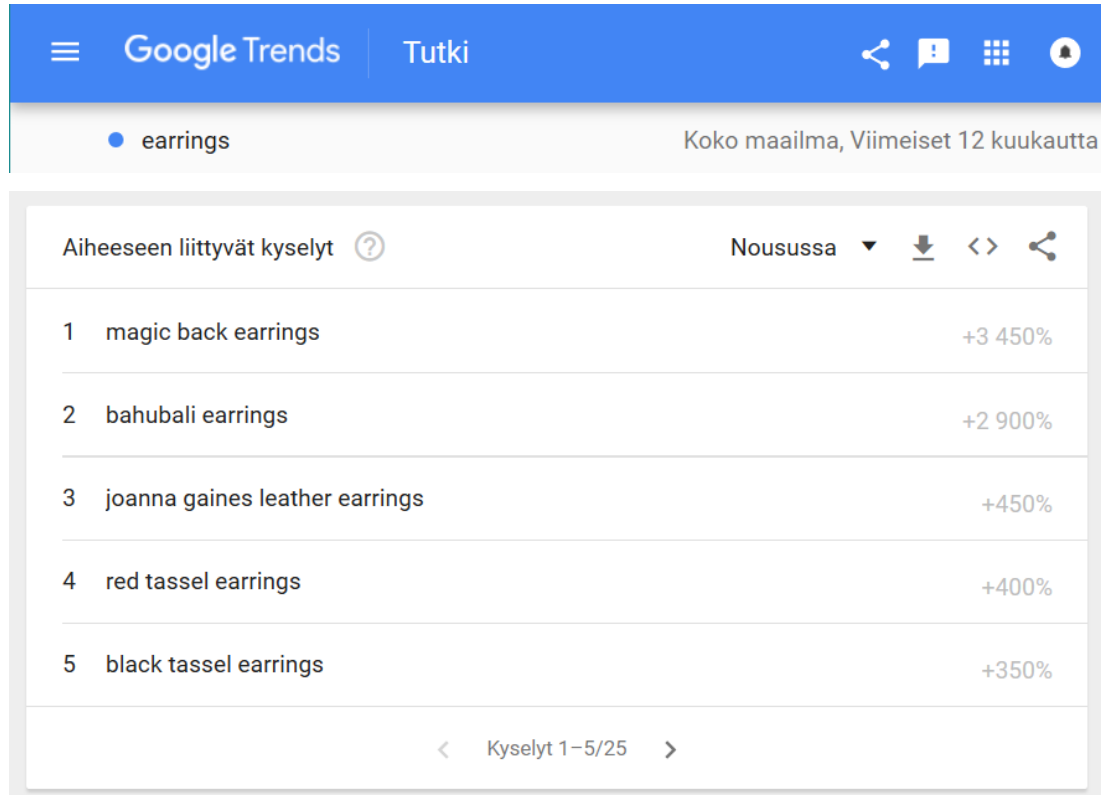 Google Trends Tutki
earrings Koko maailma, Viimeiset 12 kuukautta
Aiheeseen liittyvät kyselyt ? Nousussa
1 magic back earrings +3 450%
2 bahubali earrings +2 900%
3 joanna gaines leather earrings +450%
4 red tassel earrings +400%
5 black tassel earrings +350%
Kyselyt 1–5/25